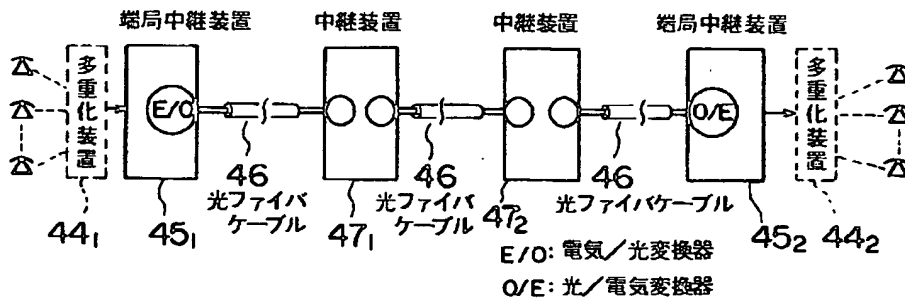 端局中継装置
中継装置
中継装置
端局中継装置
多重化装置
E/O
O/E
多重化装置
46
46
46
光ファイバ
ケーブル
光ファイバ
ケーブル
光ファイバケーブル
44₁
45₁
47₁
47₂
45₂
44₂
E/O: 電気/光変換器
O/E: 光/電気変換器